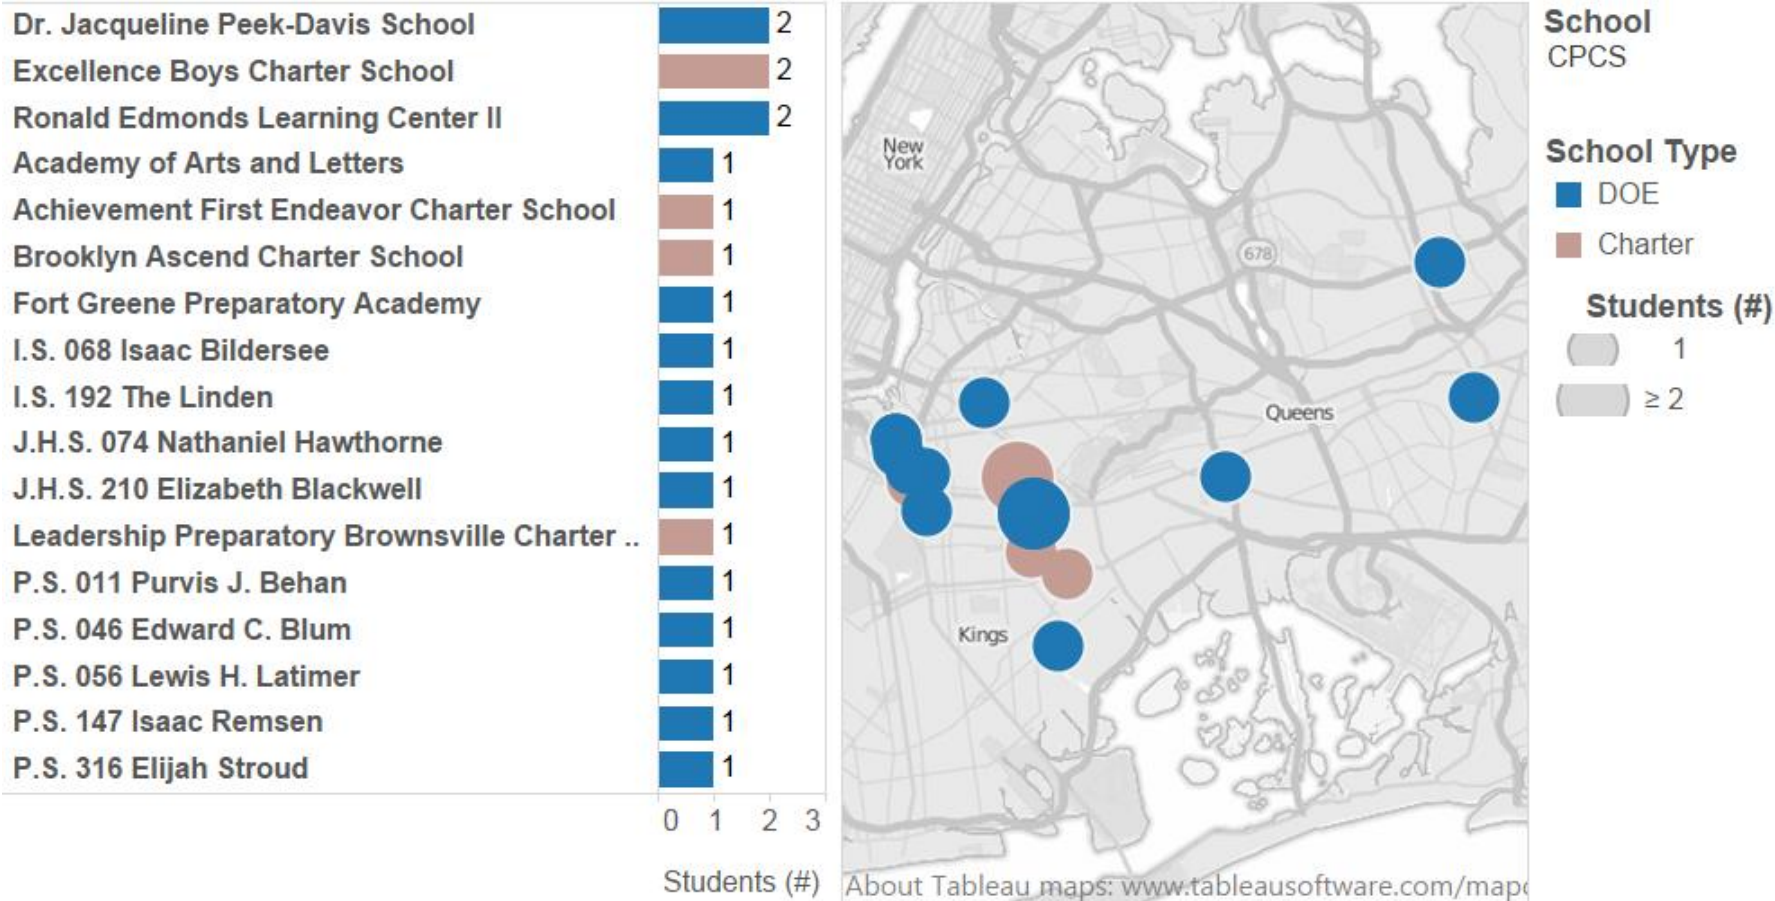 Dr. Jacqueline Peek-Davis School 2
Excellence Boys Charter School 2
Ronald Edmonds Learning Center II 2
Academy of Arts and Letters 1
Achievement First Endeavor Charter School 1
Brooklyn Ascend Charter School 1
Fort Greene Preparatory Academy 1
I.S. 068 Isaac Bildersee 1
I.S. 192 The Linden 1
J.H.S. 074 Nathaniel Hawthorne 1
J.H.S. 210 Elizabeth Blackwell 1
Leadership Preparatory Brownsville Charter .. 1
P.S. 011 Purvis J. Behan 1
P.S. 046 Edward C. Blum 1
P.S. 056 Lewis H. Latimer 1
P.S. 147 Isaac Remsen 1
P.S. 316 Elijah Stroud 1
0 1 2 3
Students (#)
New
York
678
Queens
Kings
About Tableau maps: www.tableausoftware.com/map
School
CPCS
School Type
DOE
Charter
Students (#)
1
≥ 2